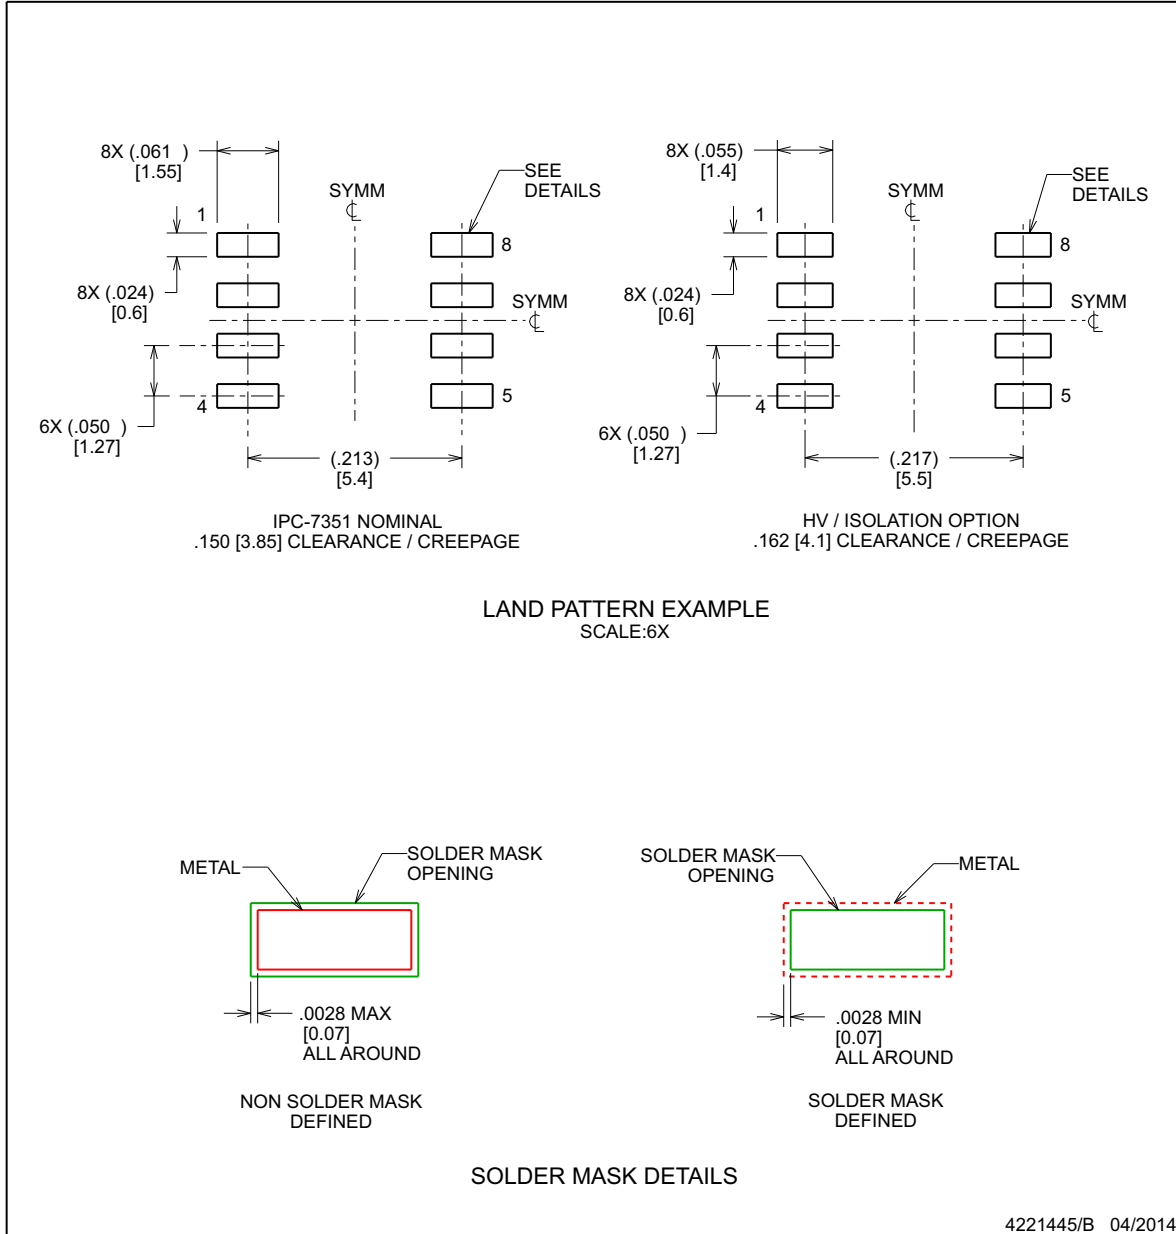 8X (.061 )
[1.55]
SYMM
SEE
DETAILS
1
8
8X (.024)
[0.6]
SYMM
4
5
6X (.050 )
[1.27]
(.213)
[5.4]
IPC-7351 NOMINAL
.150 [3.85] CLEARANCE / CREEPAGE
8X (.055)
[1.4]
SYMM
SEE
DETAILS
1
8
8X (.024)
[0.6]
SYMM
4
5
6X (.050 )
[1.27]
(.217)
[5.5]
HV / ISOLATION OPTION
.162 [4.1] CLEARANCE / CREEPAGE
LAND PATTERN EXAMPLE
SCALE:6X
METAL
SOLDER MASK
OPENING
.0028 MAX
[0.07]
ALL AROUND
NON SOLDER MASK
DEFINED
SOLDER MASK
OPENING
METAL
.0028 MIN
[0.07]
ALL AROUND
SOLDER MASK
DEFINED
SOLDER MASK DETAILS
4221445/B 04/2014